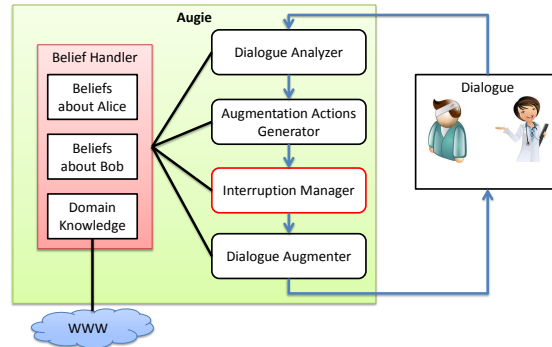 Augie
Belief Handler
Beliefs
about Alice
Beliefs
about Bob
Domain
Knowledge
WWW
Dialogue Analyzer
Augmentation Actions
Generator
Interruption Manager
Dialogue Augmenter
Dialogue